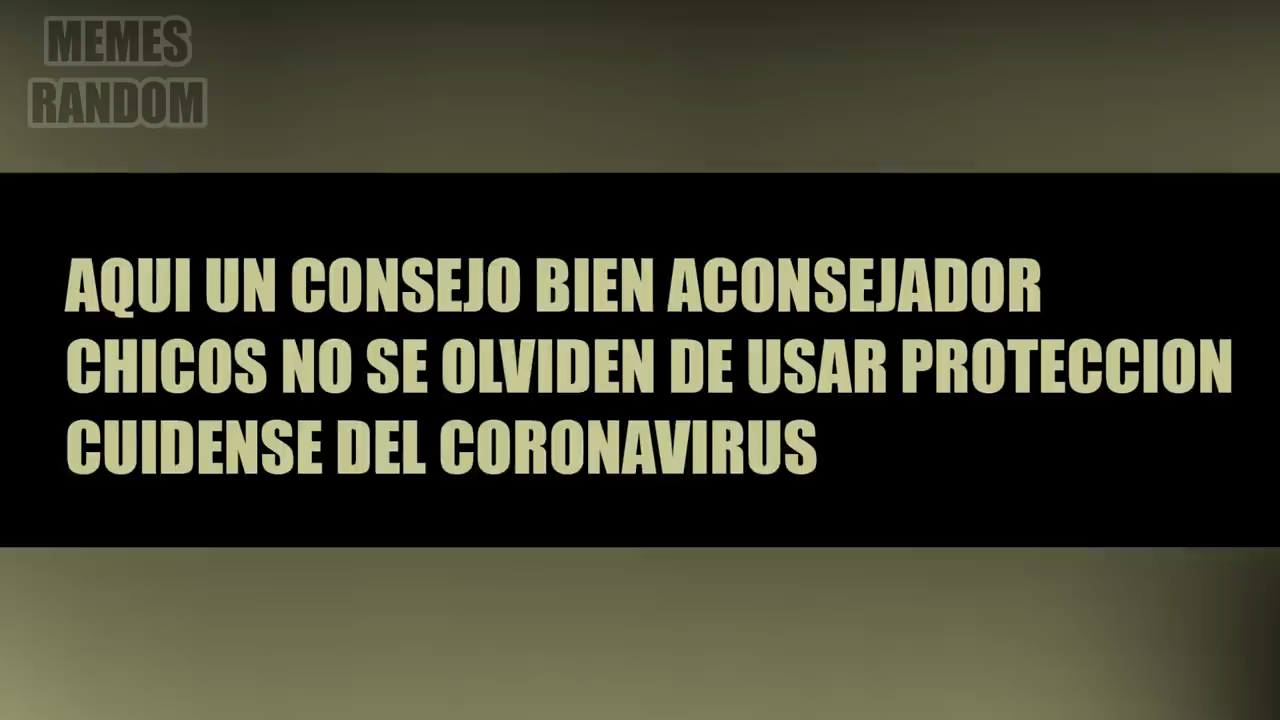 MEMES
RANDOM
AQUI UN CONSEJO BIEN ACONSEJADOR
CHICOS NO SE OLVIDEN DE USAR PROTECCION
CUIDENSE DEL CORONAVIRUS